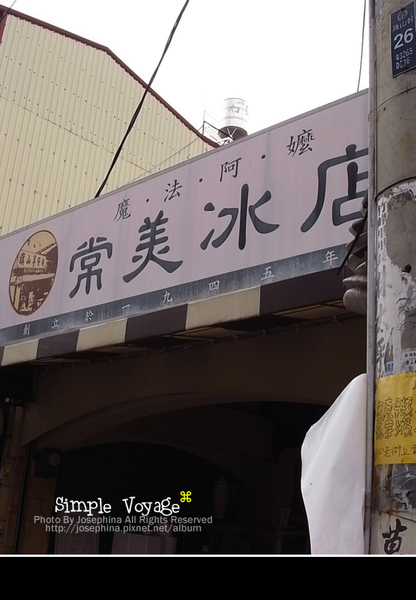 魔·法·阿·嬤
常美冰店
創立於一九四五年
26
Simple Voyage⌘
Photo By Josephina All Rights Reserved
http://josephina.pixnet.net/album
苗